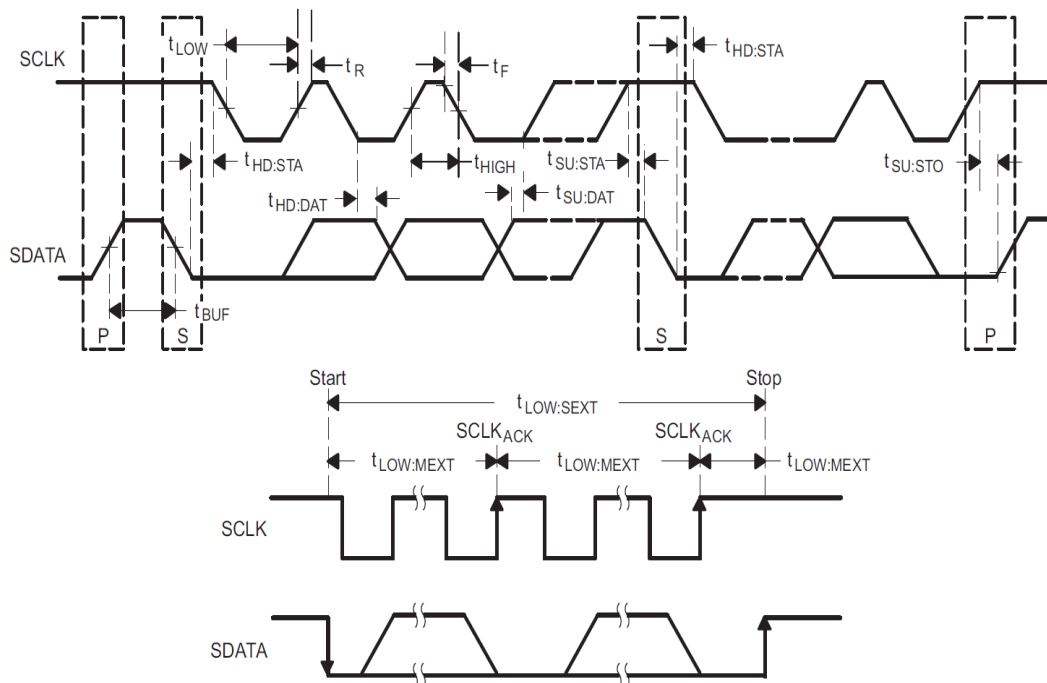 tLOW
tR
tF
tHD:STA
SCLK
tHD:STA
tHIGH
tSU:STA
tSU:STO
tHD:DAT
tSU:DAT
SDATA
tBUF
P
S
S
P
Start
Stop
tLOW:SEXT
SCLKACK
SCLKACK
tLOW:MEXT
tLOW:MEXT
tLOW:MEXT
SCLK
SDATA